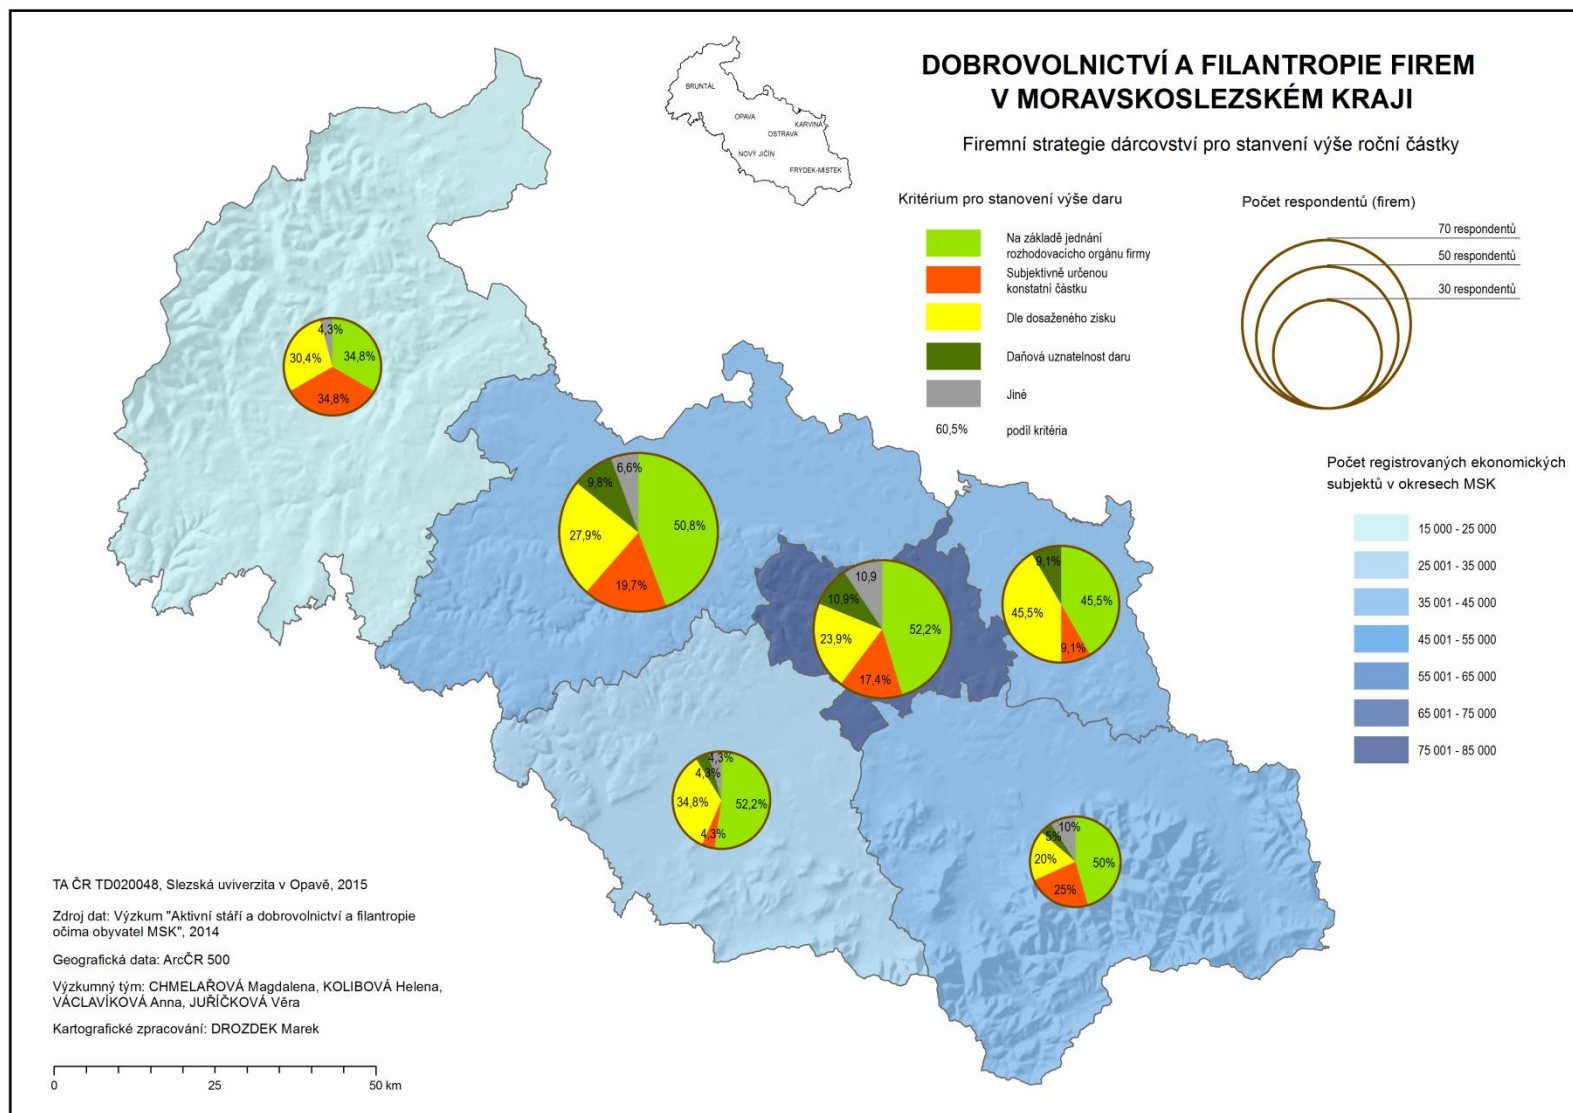 DOBROVOLNICTVÍ A FILANTROPIE FIREM
V MORAVSKOSLEZSKÉM KRAJI
Firemní strategie dárcovství pro stanvení výše roční částky
BRUNTÁL
OPAVA
KARVINÁ
OSTRAVA
NOVÝ JIČÍN
FRÝDEK-MÍSTEK
Kritérium pro stanovení výše daru
Na základě jednání
rozhodovacího orgánu firmy
Subjektivně určenou
konstatní částku
Dle dosaženého zisku
Daňová uznatelnost daru
Jiné
60,5%
podíl kritéria
Počet respondentů (firem)
70 respondentů
50 respondentů
30 respondentů
Počet registrovaných ekonomických
subjektů v okresech MSK
15 000 - 25 000
25 001 - 35 000
35 001 - 45 000
45 001 - 55 000
55 001 - 65 000
65 001 - 75 000
75 001 - 85 000
4,3%
30,4%
34,8%
34,8%
6,6%
9,8%
50,8%
27,9%
19,7%
10,9
10,9%
52,2%
23,9%
17,4%
9,1%
45,5%
45,5%
9,1%
4,3%
4,3%
34,8%
52,2%
4,3%
10%
5%
20%
50%
25%
TA ČR TD020048, Slezská uviverzita v Opavě, 2015
Zdroj dat: Výzkum "Aktivní stáří a dobrovolnictví a filantropie
očima obyvatel MSK", 2014
Geografická data: ArcČR 500
Výzkumný tým: CHMELAŘOVÁ Magdalena, KOLIBOVÁ Helena,
VÁCLAVÍKOVÁ Anna, JUŘÍČKOVÁ Věra
Kartografické zpracování: DROZDEK Marek
0
25
50 km